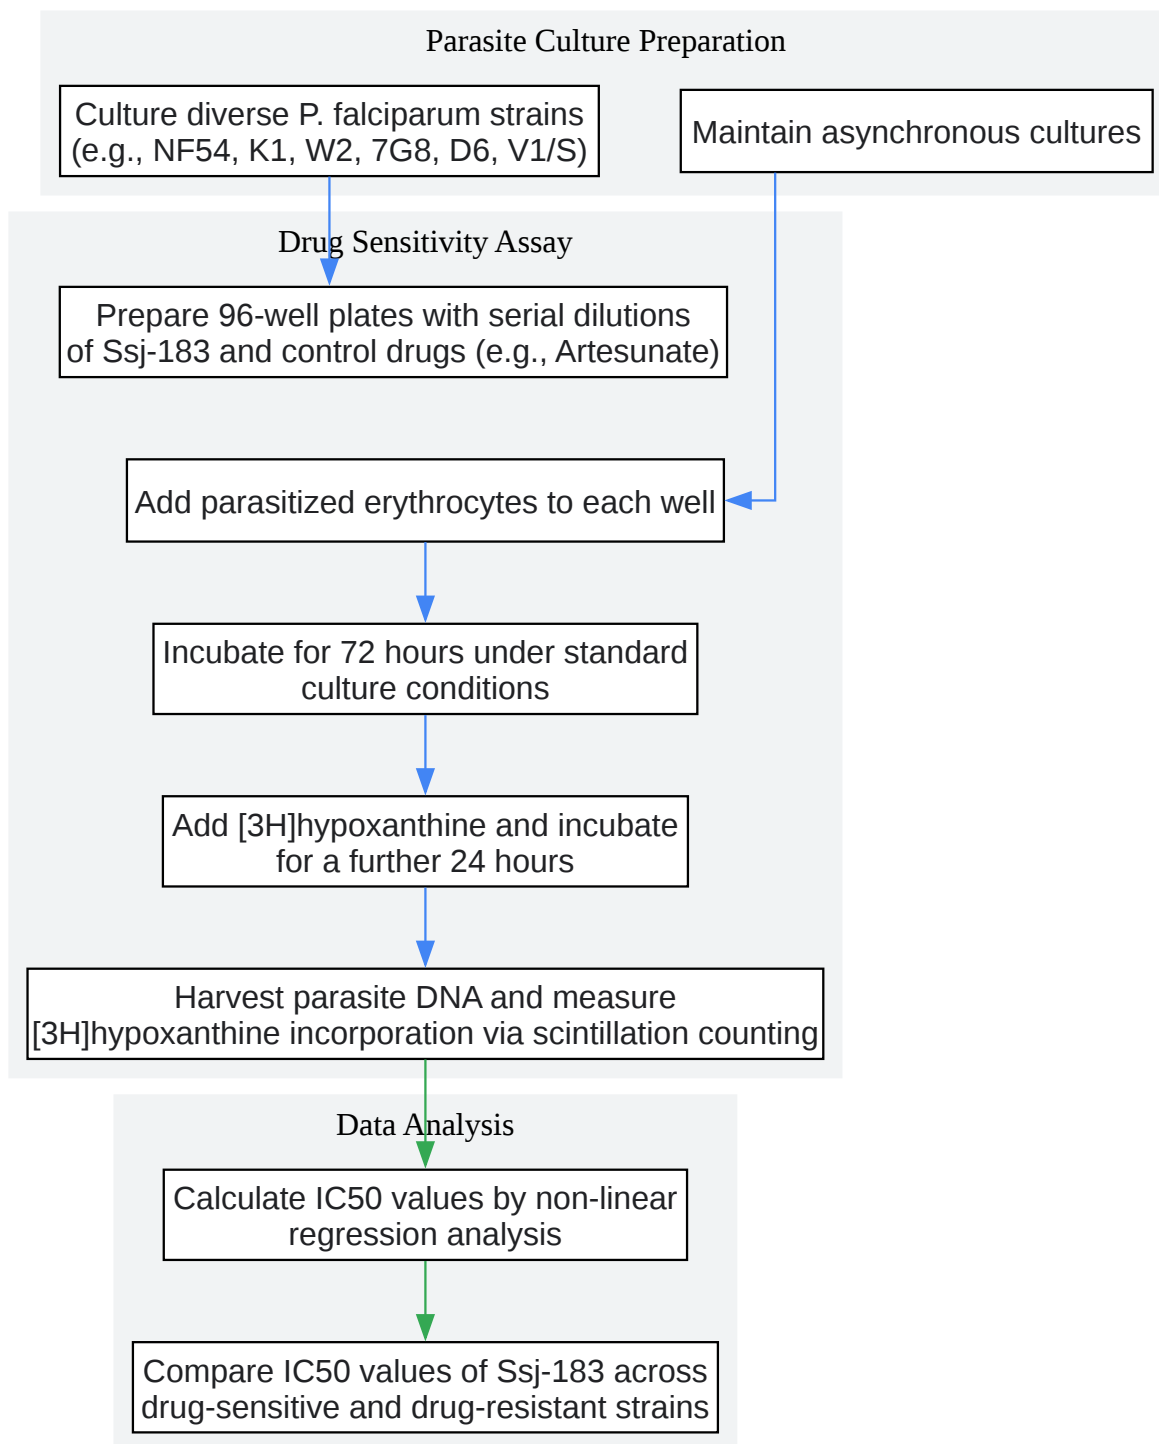 Parasite Culture Preparation
Culture diverse P. falciparum strains
(e.g., NF54, K1, W2, 7G8, D6, V1/S)
Maintain asynchronous cultures
Drug Sensitivity Assay
Prepare 96-well plates with serial dilutions
of Ssj-183 and control drugs (e.g., Artesunate)
Add parasitized erythrocytes to each well
Incubate for 72 hours under standard
culture conditions
Add [3H]hypoxanthine and incubate
for a further 24 hours
Harvest parasite DNA and measure
[3H]hypoxanthine incorporation via scintillation counting
Data Analysis
Calculate IC50 values by non-linear
regression analysis
Compare IC50 values of Ssj-183 across
drug-sensitive and drug-resistant strains